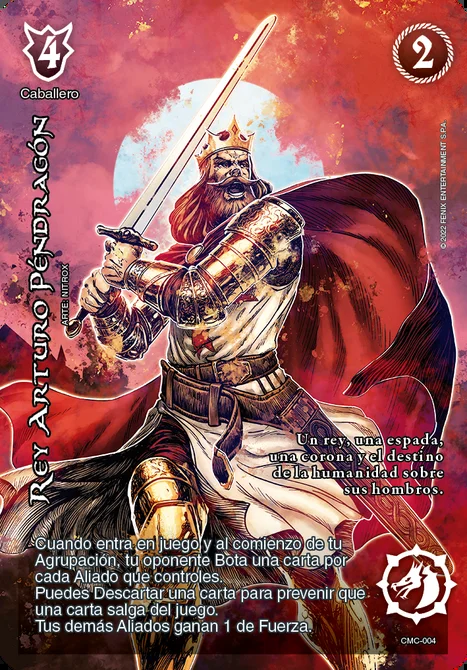 4
2
Caballero
Rey Arturo Pendragón
ARTE: NITROX
© 2022 FENIX ENTERTAINMENT S.P.A
Un rey, una espada,
una corona y el destino
de la humanidad sobre
sus hombros.
Cuando entra en juego y al comienzo de tu
Agrupación, tu oponente Bota una carta por
cada Aliado que controles.
Puedes Descartar una carta para prevenir que
una carta salga del juego.
Tus demás Aliados ganan 1 de Fuerza.
CMC-004